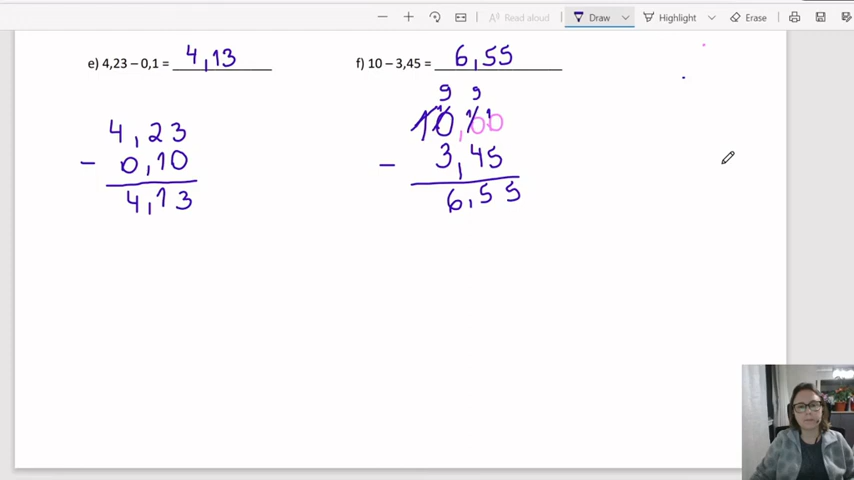 Read aloud Draw Highlight Erase
e) 4,23 – 0,1 = 4,13
f) 10 – 3,45 = 6,55
4,23
– 0,10
4,13
9 9
10,00
– 3,45
6,55